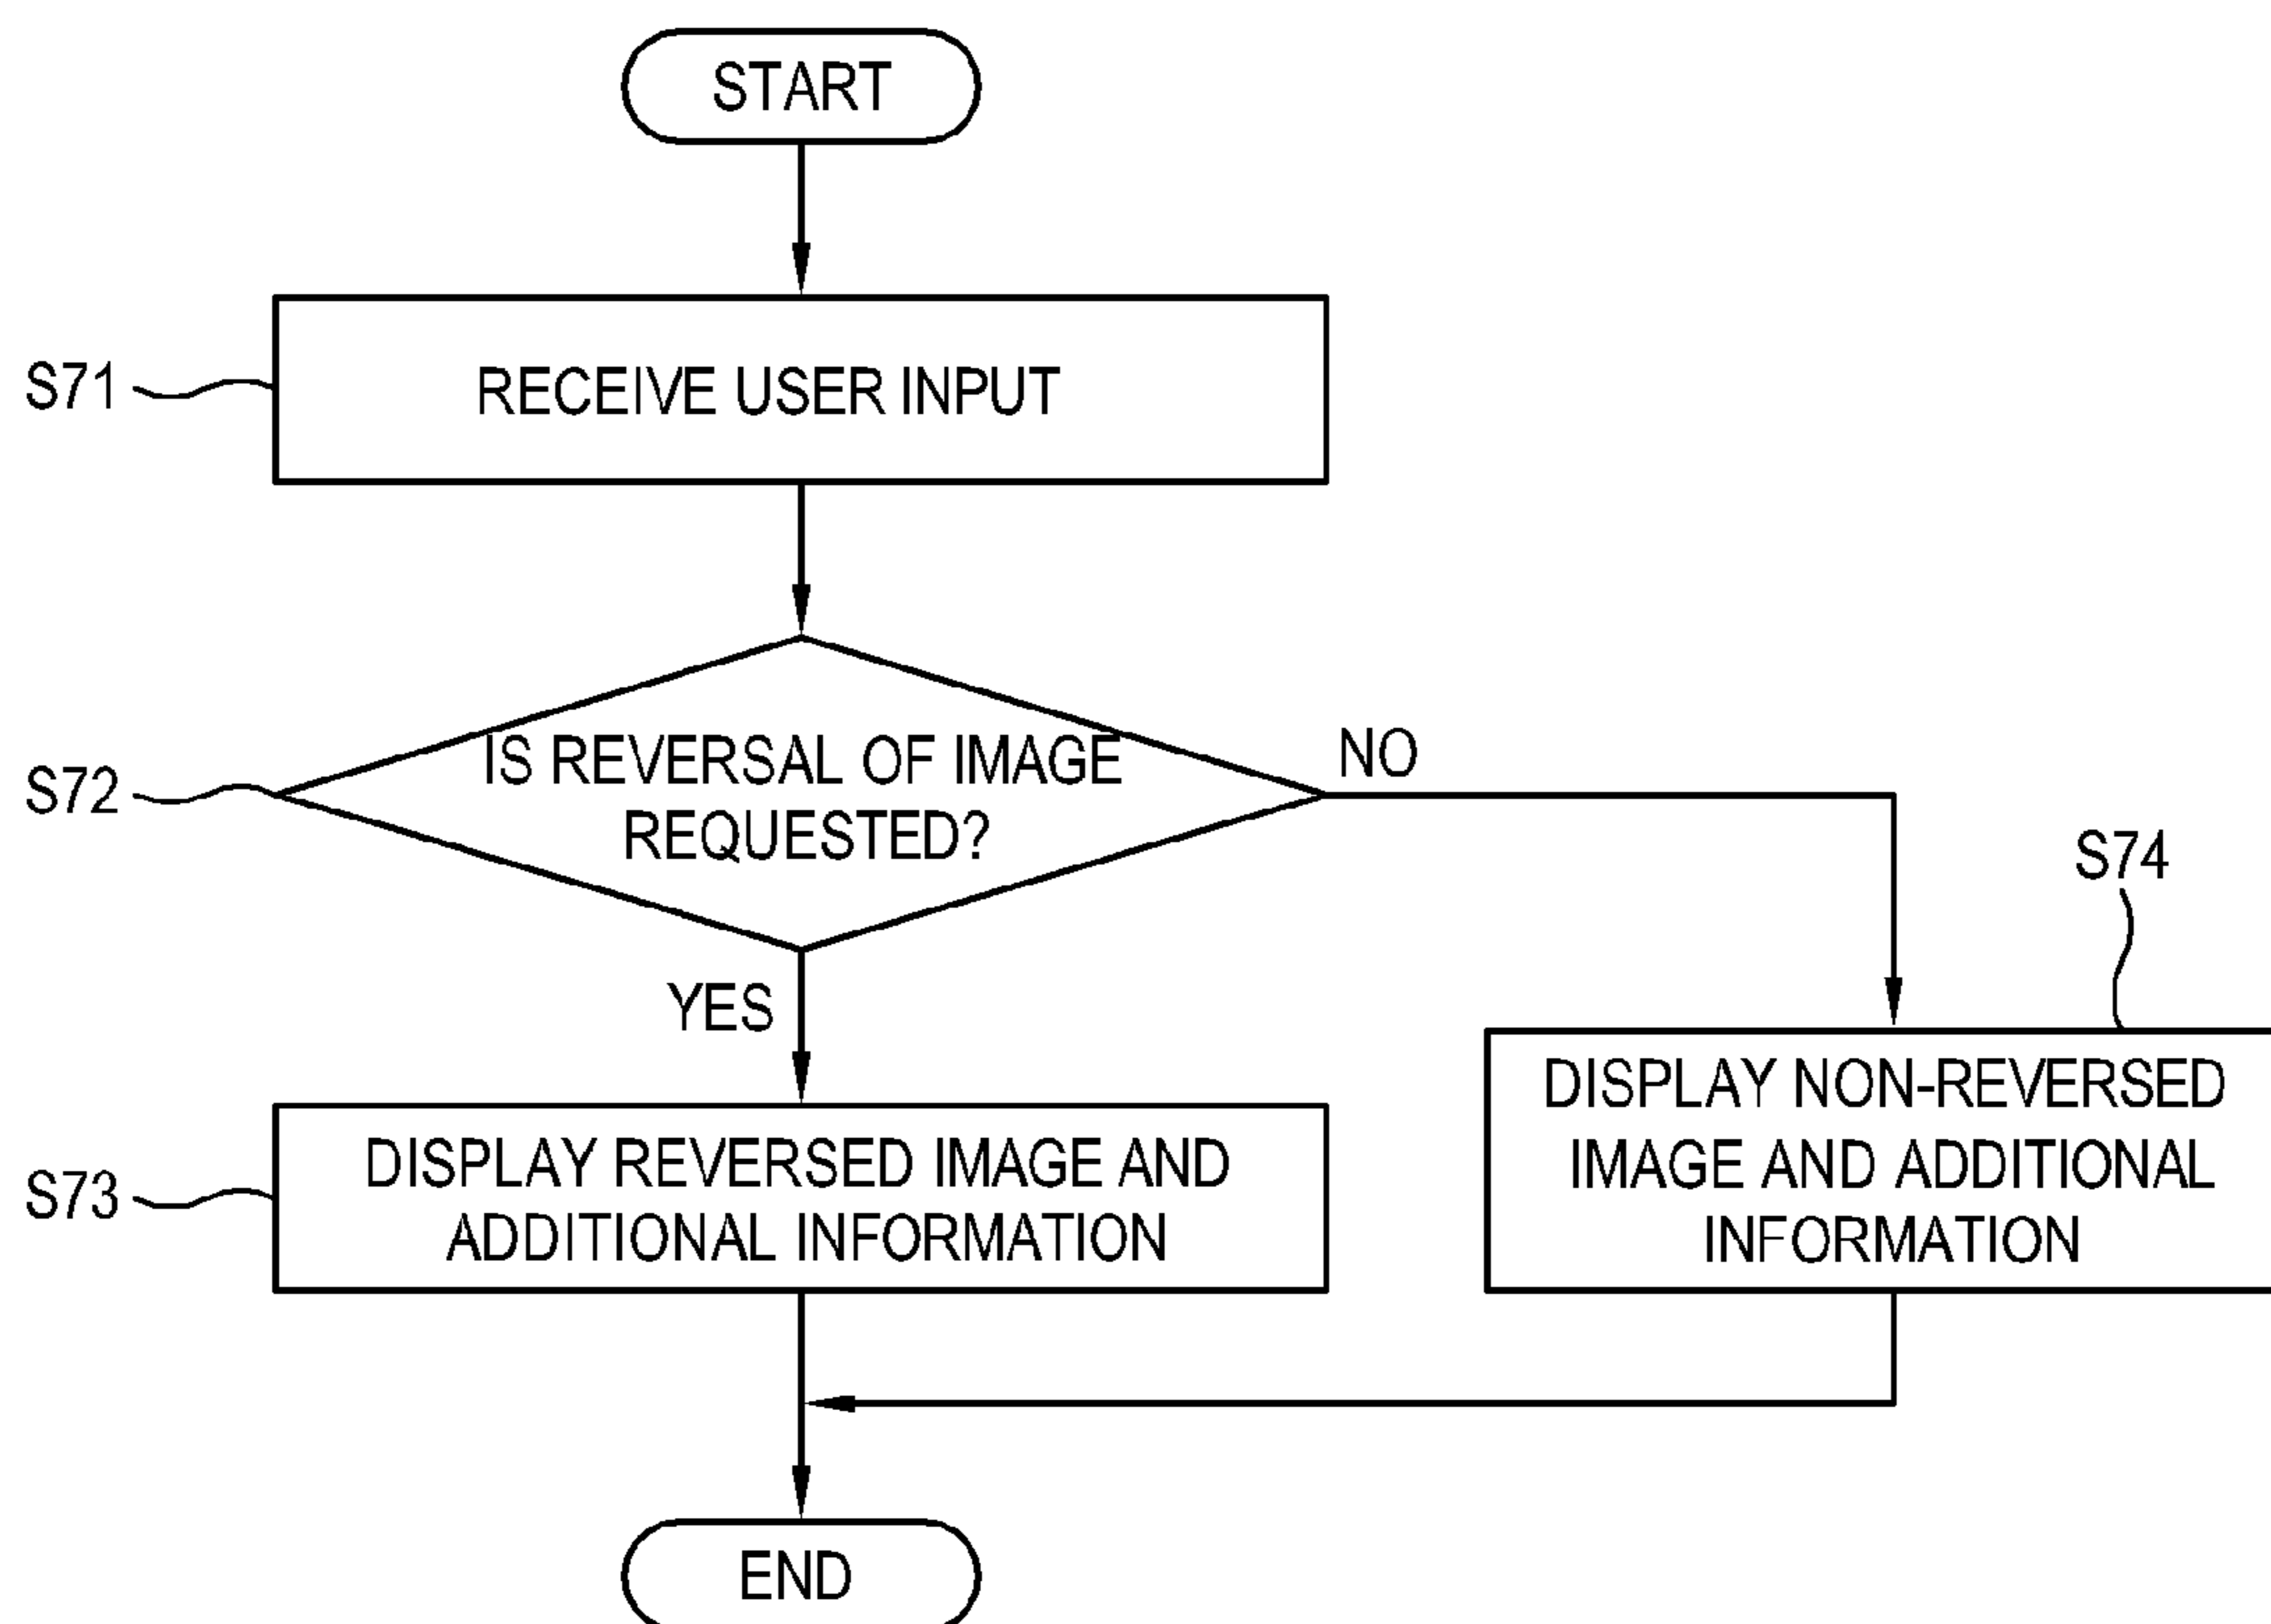 START
S71
RECEIVE USER INPUT
S72
IS REVERSAL OF IMAGE
REQUESTED?
NO
YES
S74
S73
DISPLAY REVERSED IMAGE AND
ADDITIONAL INFORMATION
DISPLAY NON-REVERSED
IMAGE AND ADDITIONAL
INFORMATION
END